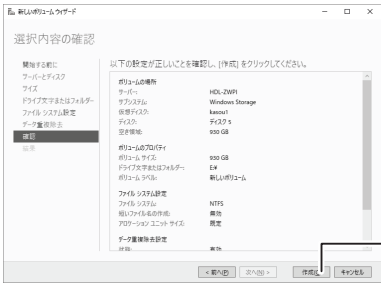 新しいボリューム ウィザード
選択内容の確認
開始する前に
サーバーとディスク
サイズ
ドライブ文字またはフォルダー
ファイル システム設定
データ重複除去
確認
結果
以下の設定が正しいことを確認し、[作成] をクリックしてください。
ボリュームの場所
サーバー: HDL-ZWPI
サブシステム: Windows Storage
仮想ディスク: kasou1
ディスク: ディスク 5
空き領域: 930 GB
ボリュームのプロパティ
ボリューム サイズ: 930 GB
ドライブ文字またはフォルダー: E:¥
ボリューム ラベル: 新しいボリューム
ファイル システム設定
ファイル システム: NTFS
短いファイル名の作成: 無効
アロケーション ユニット サイズ: 既定
データ重複除去設定
状態: 有効
< 前へ(P) 次へ(N) > 作成(C) キャンセル